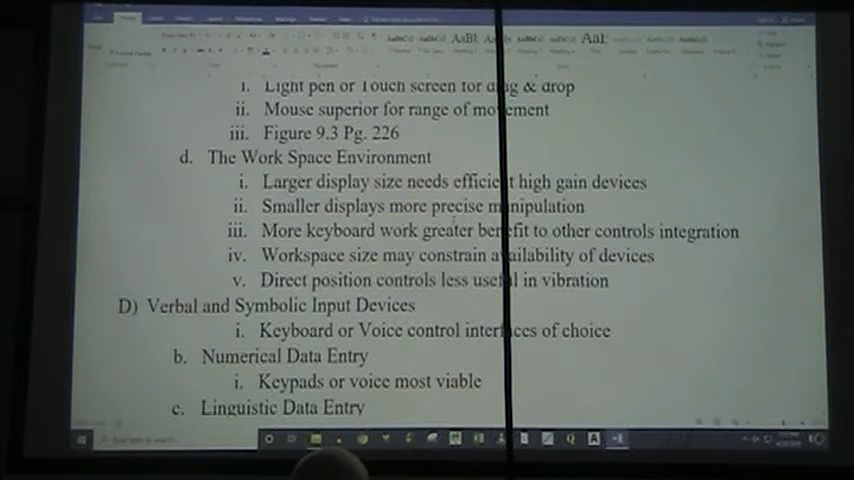 i. Light pen or Touch screen for drag & drop
ii. Mouse superior for range of movement
iii. Figure 9.3 Pg. 226
d. The Work Space Environment
i. Larger display size needs efficient high gain devices
ii. Smaller displays more precise manipulation
iii. More keyboard work greater benefit to other controls integration
iv. Workspace size may constrain availability of devices
v. Direct position controls less useful in vibration
D) Verbal and Symbolic Input Devices
i. Keyboard or Voice control interfaces of choice
b. Numerical Data Entry
i. Keypads or voice most viable
c. Linguistic Data Entry